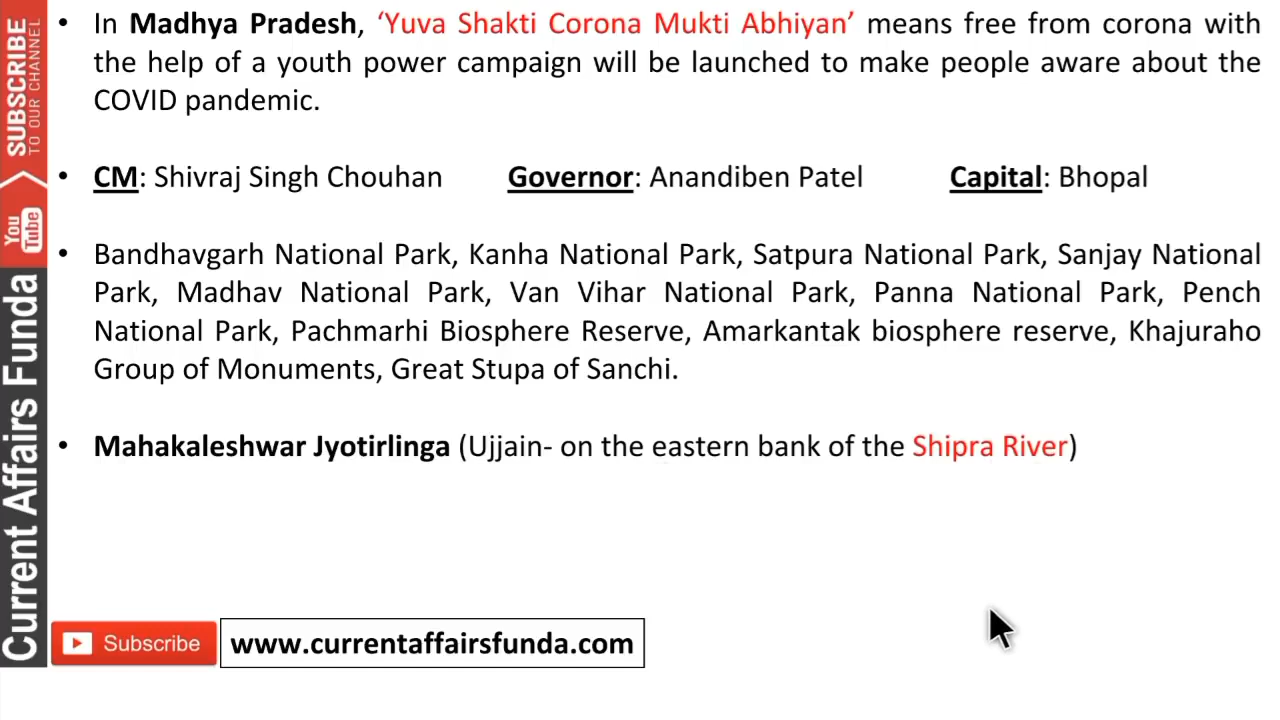 • In Madhya Pradesh, ‘Yuva Shakti Corona Mukti Abhiyan’ means free from corona with
the help of a youth power campaign will be launched to make people aware about the
COVID pandemic.
• CM: Shivraj Singh Chouhan Governor: Anandiben Patel Capital: Bhopal
• Bandhavgarh National Park, Kanha National Park, Satpura National Park, Sanjay National
Park, Madhav National Park, Van Vihar National Park, Panna National Park, Pench
National Park, Pachmarhi Biosphere Reserve, Amarkantak biosphere reserve, Khajuraho
Group of Monuments, Great Stupa of Sanchi.
• Mahakaleshwar Jyotirlinga (Ujjain- on the eastern bank of the Shipra River)
SUBSCRIBE
TO OUR CHANNEL
You
Tube
Current Affairs Funda
Subscribe
www.currentaffairsfunda.com